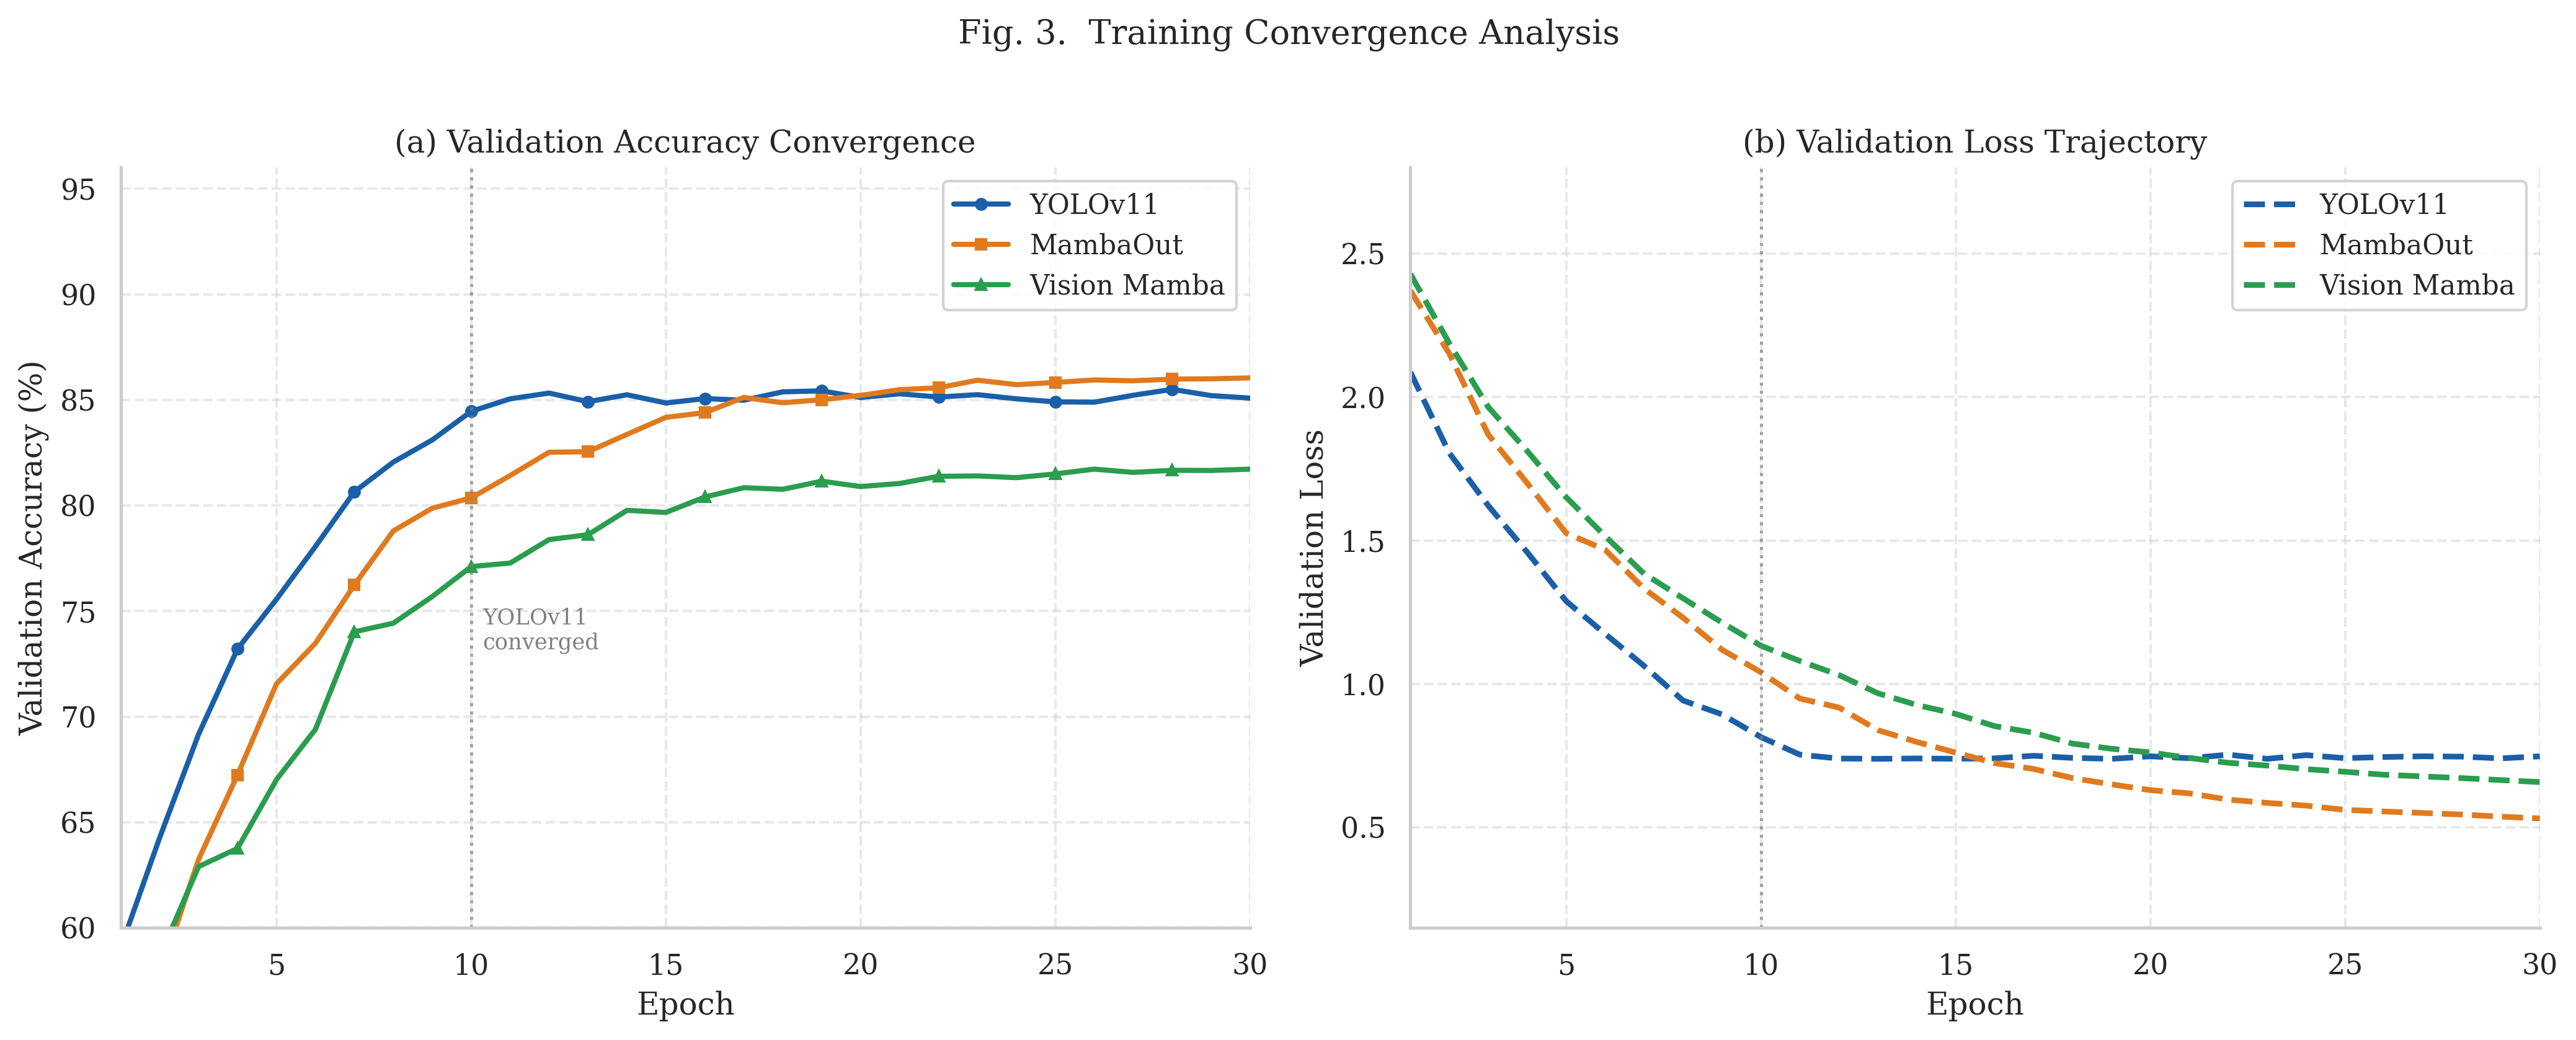 Fig. 3.  Training Convergence Analysis
(a) Validation Accuracy Convergence
Validation Accuracy (%)
95
90
85
80
75
70
65
60
YOLOv11
MambaOut
Vision Mamba
YOLOv11
converged
5
10
15
20
25
30
Epoch
(b) Validation Loss Trajectory
Validation Loss
2.5
2.0
1.5
1.0
0.5
YOLOv11
MambaOut
Vision Mamba
5
10
15
20
25
30
Epoch